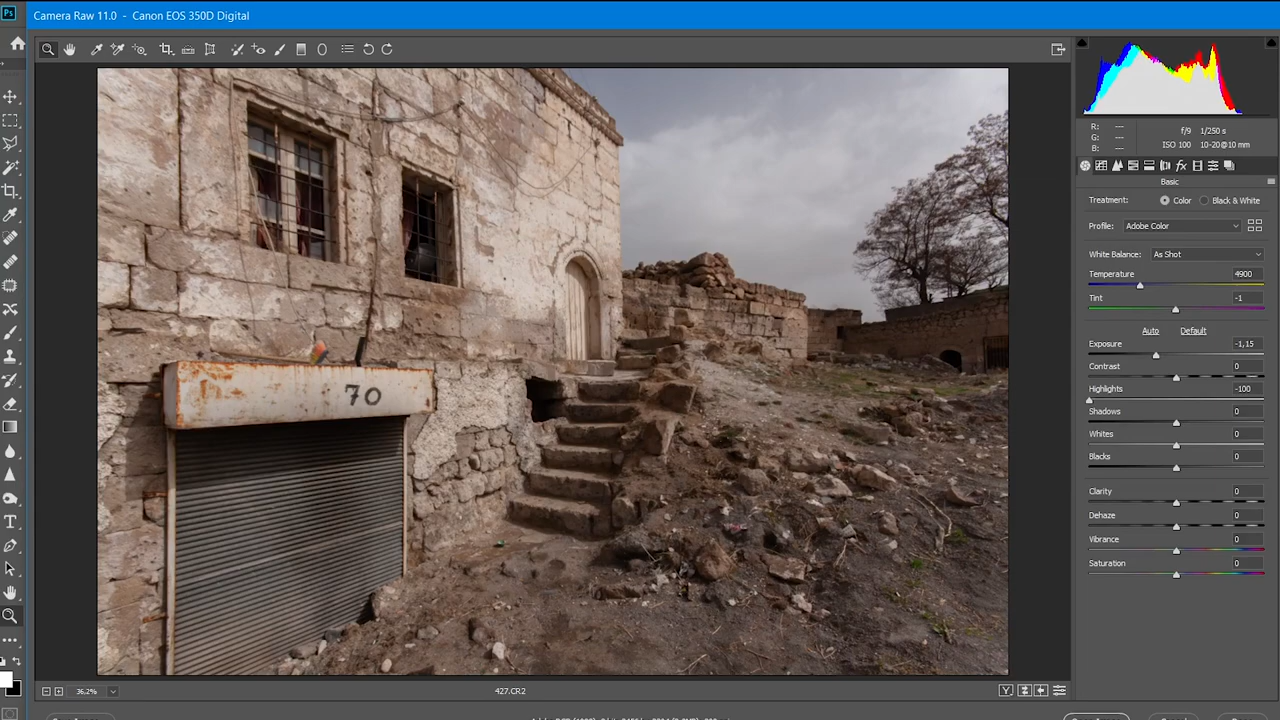 Ps
Camera Raw 11.0 - Canon EOS 350D Digital
R: ---
G: ---
B: ---
f/9 1/250 s
ISO 100 10-20@10 mm
Basic
Treatment: Color Black & White
Profile: Adobe Color
White Balance: As Shot
Temperature 4900
Tint -1
Auto Default
Exposure -1,15
Contrast 0
Highlights -100
Shadows 0
Whites 0
Blacks 0
Clarity 0
Dehaze 0
Vibrance 0
Saturation 0
70
36,2%
427.CR2
Y